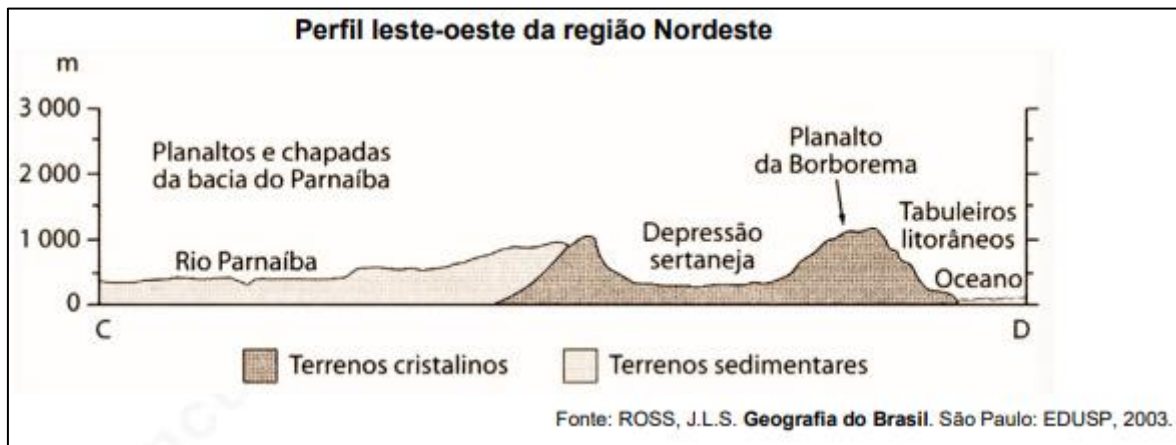 Perfil leste-oeste da região Nordeste
m
3 000
2 000
1 000
0
Planaltos e chapadas
da bacia do Parnaíba
Rio Parnaíba
Depressão
sertaneja
Planalto
da Borborema
Tabuleiros
litorâneos
Oceano
C
D
Terrenos cristalinos
Terrenos sedimentares
Fonte: ROSS, J.L.S. Geografia do Brasil. São Paulo: EDUSP, 2003.